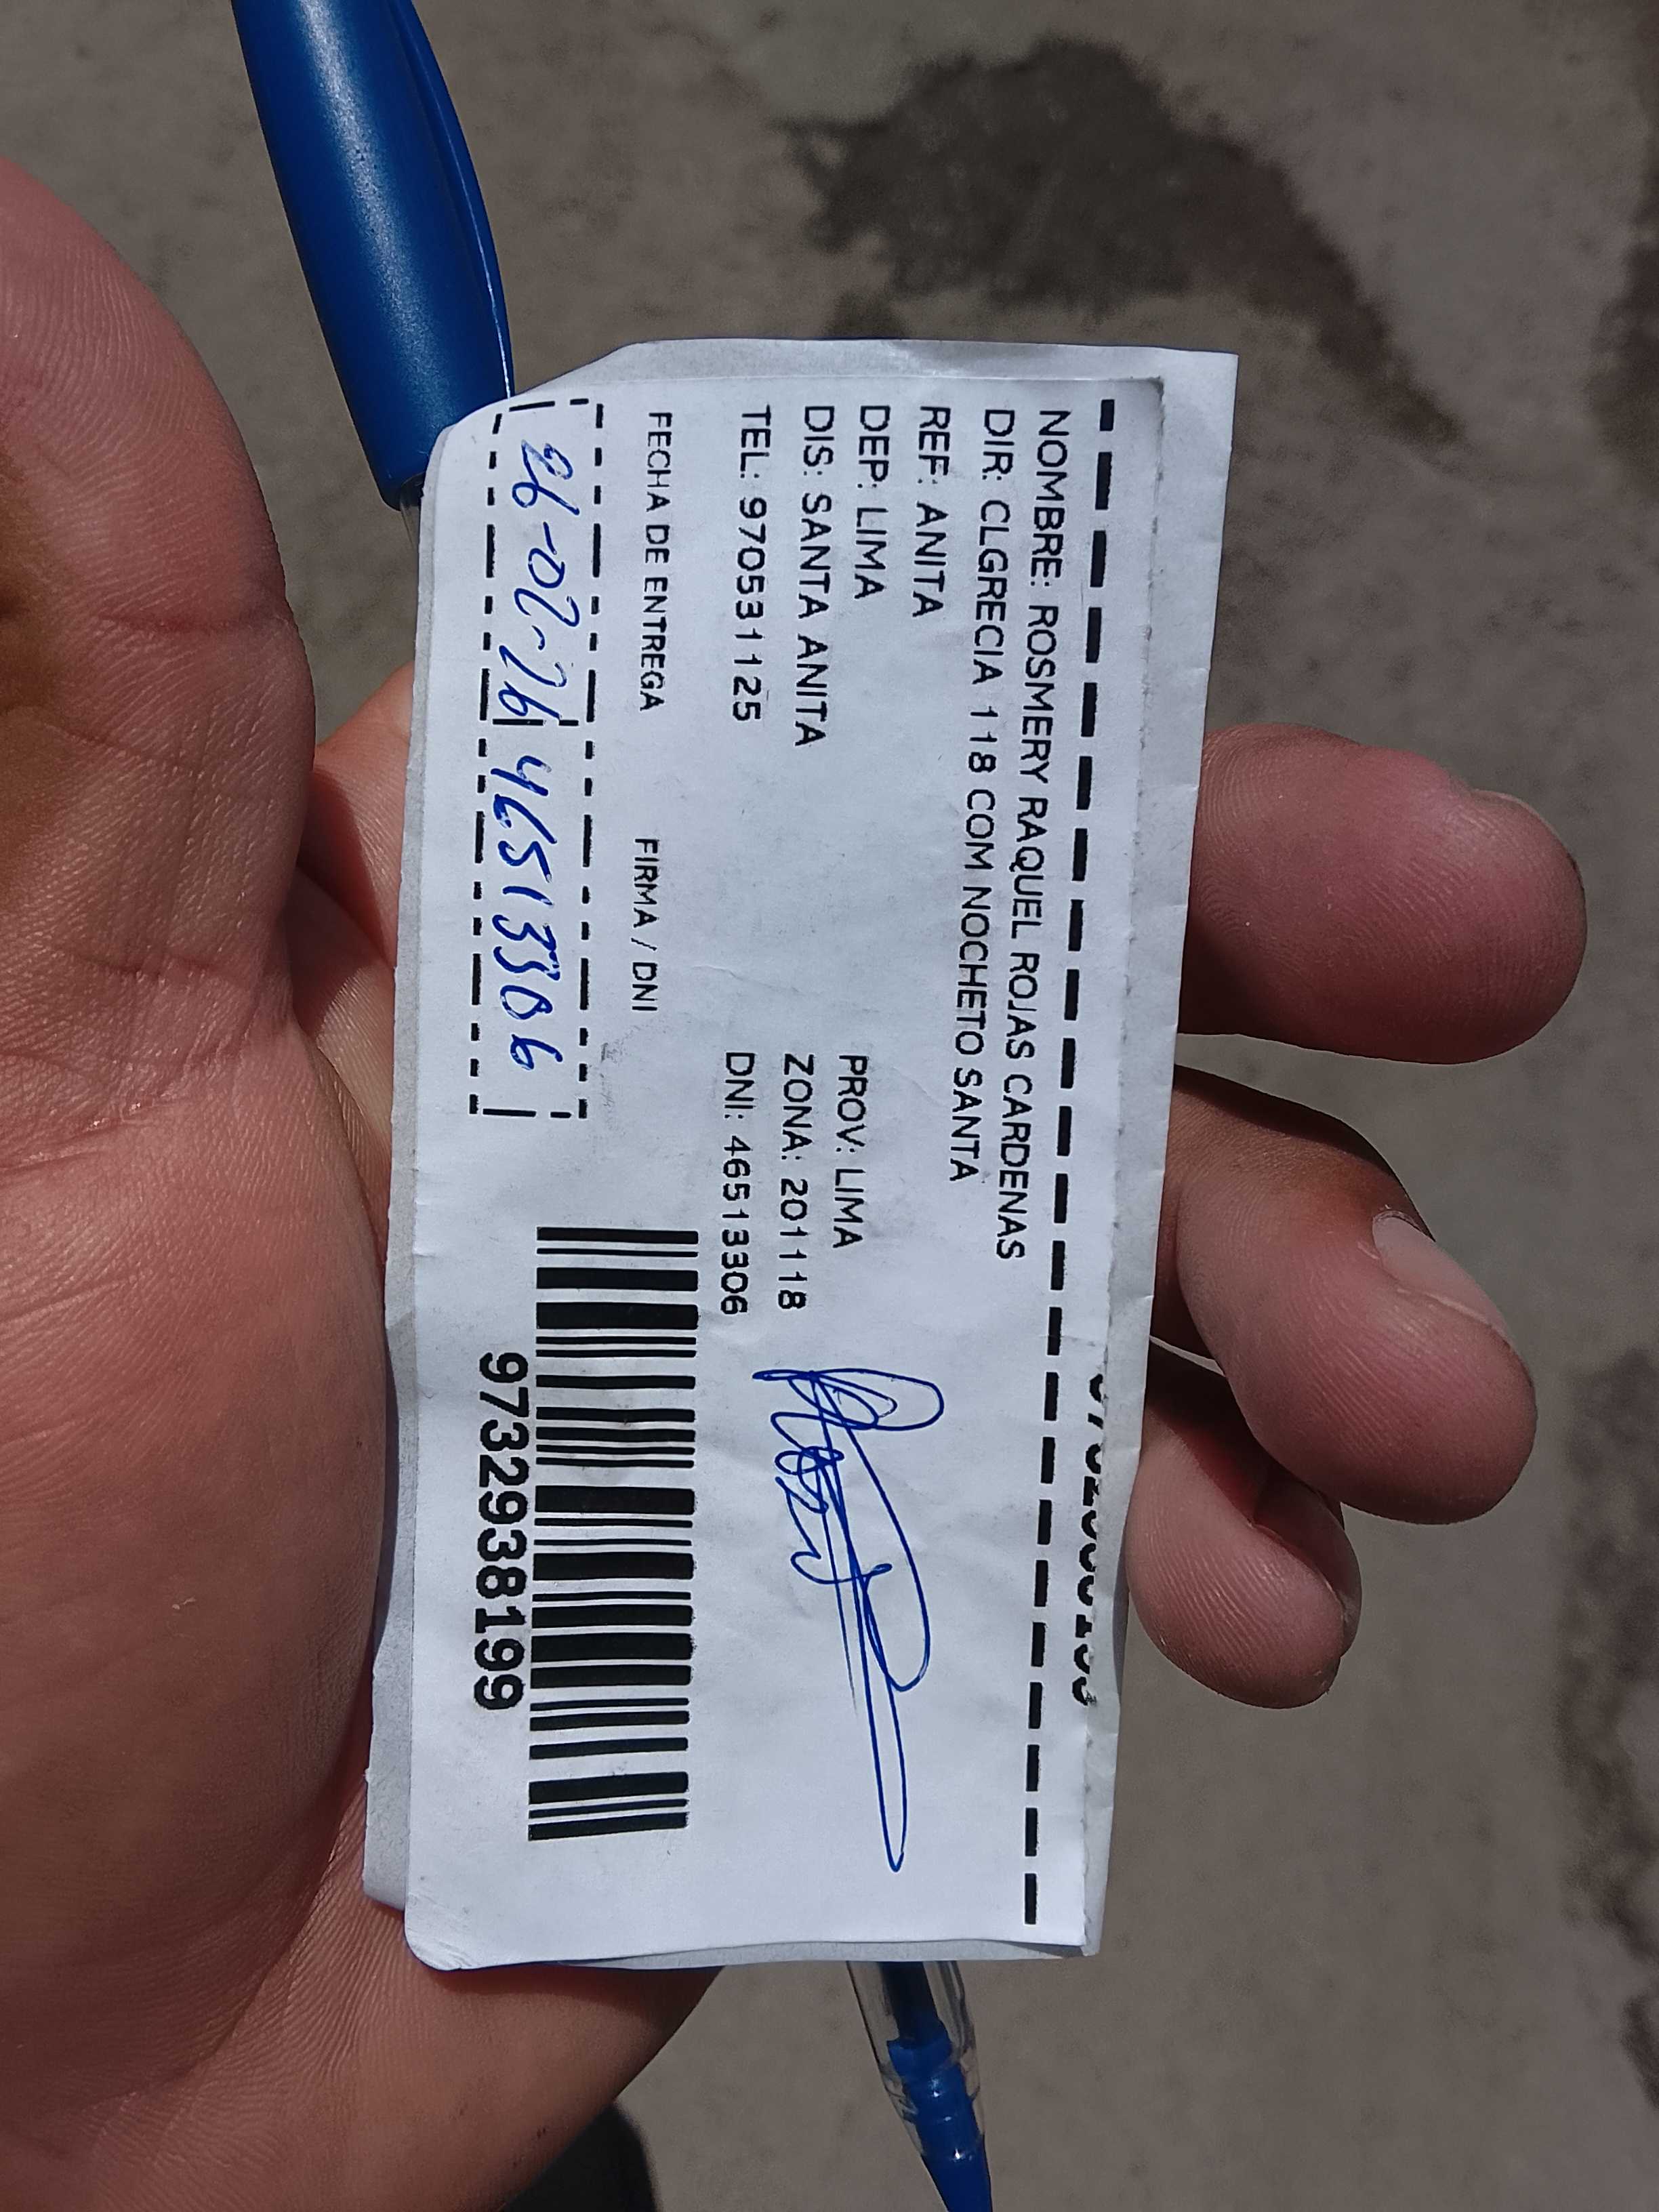 NOMBRE: ROSMERY RAQUEL ROJAS CARDENAS
DIR: CLGRECIA 118 COM NOCHETO SANTA
REF: ANITA
DEP: LIMA PROV: LIMA
DIS: SANTA ANITA ZONA: 201118
TEL: 970531125 DNI: 46513306
FECHA DE ENTREGA FIRMA / DNI
26-02-26 46513306
9732938199